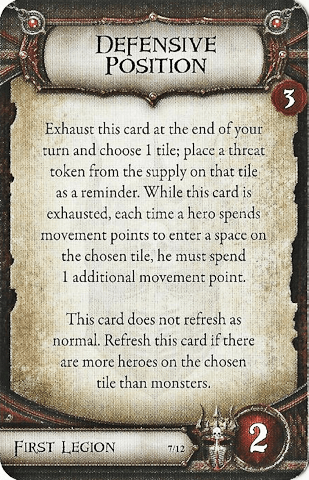 DEFENSIVE
POSITION
3
Exhaust this card at the end of your
turn and choose 1 tile; place a threat
token from the supply on that tile
as a reminder. While this card is
exhausted, each time a hero spends
movement points to enter a space on
the chosen tile, he must spend
1 additional movement point.
This card does not refresh as
normal. Refresh this card if there
are more heroes on the chosen
tile than monsters.
FIRST LEGION
7/12
2